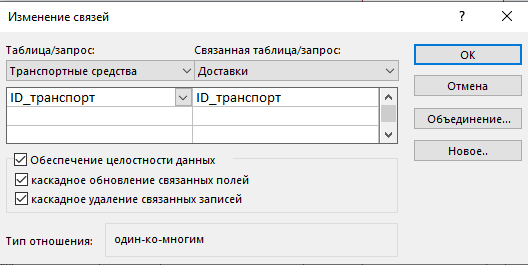 Изменение связей ? ×
Таблица/запрос: Связанная таблица/запрос: ОК
Транспортные средства Доставки
Отмена
ID_транспорт ID_транспорт
Объединение...
Новое..
Обеспечение целостности данных
каскадное обновление связанных полей
каскадное удаление связанных записей
Тип отношения: один-ко-многим